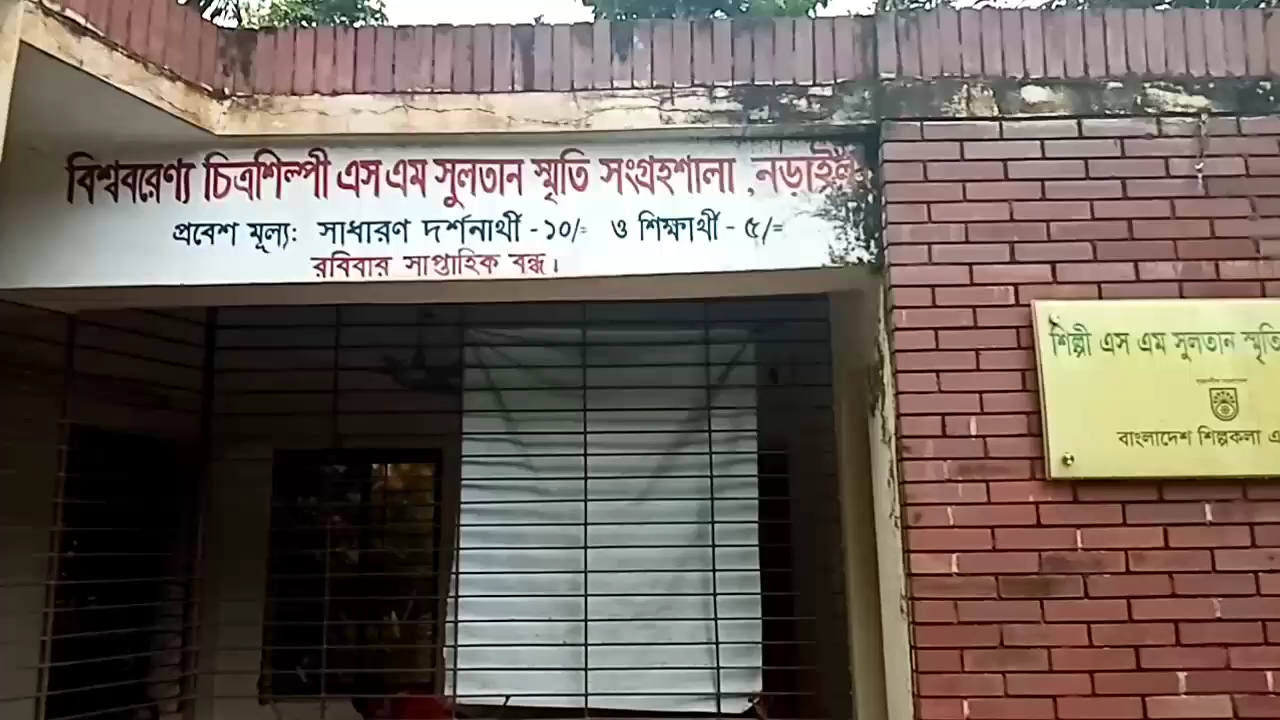 বিশ্ববরেণ্য চিত্রশিল্পী এস এম সুলতান স্মৃতি সংগ্রহশালা, নড়াইল
প্রবেশ মূল্য: সাধারণ দর্শনার্থী - ১০/= ও শিক্ষার্থী - ৫/=
রবিবার সাপ্তাহিক বন্ধ।
শিল্পী এস এম সুলতান স্মৃতি
বাংলাদেশ শিল্পকলা এ